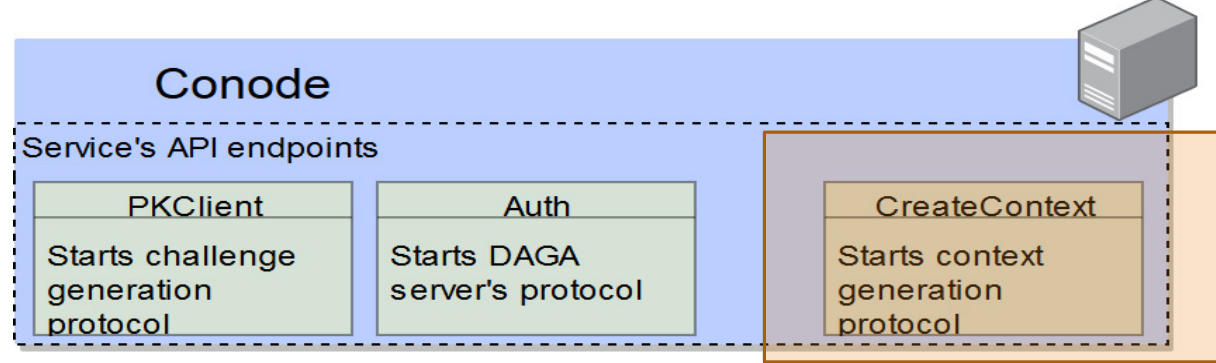 Conode
Service's API endpoints
PKClient
Starts challenge
generation
protocol
Auth
Starts DAGA
server's protocol
CreateContext
Starts context
generation
protocol